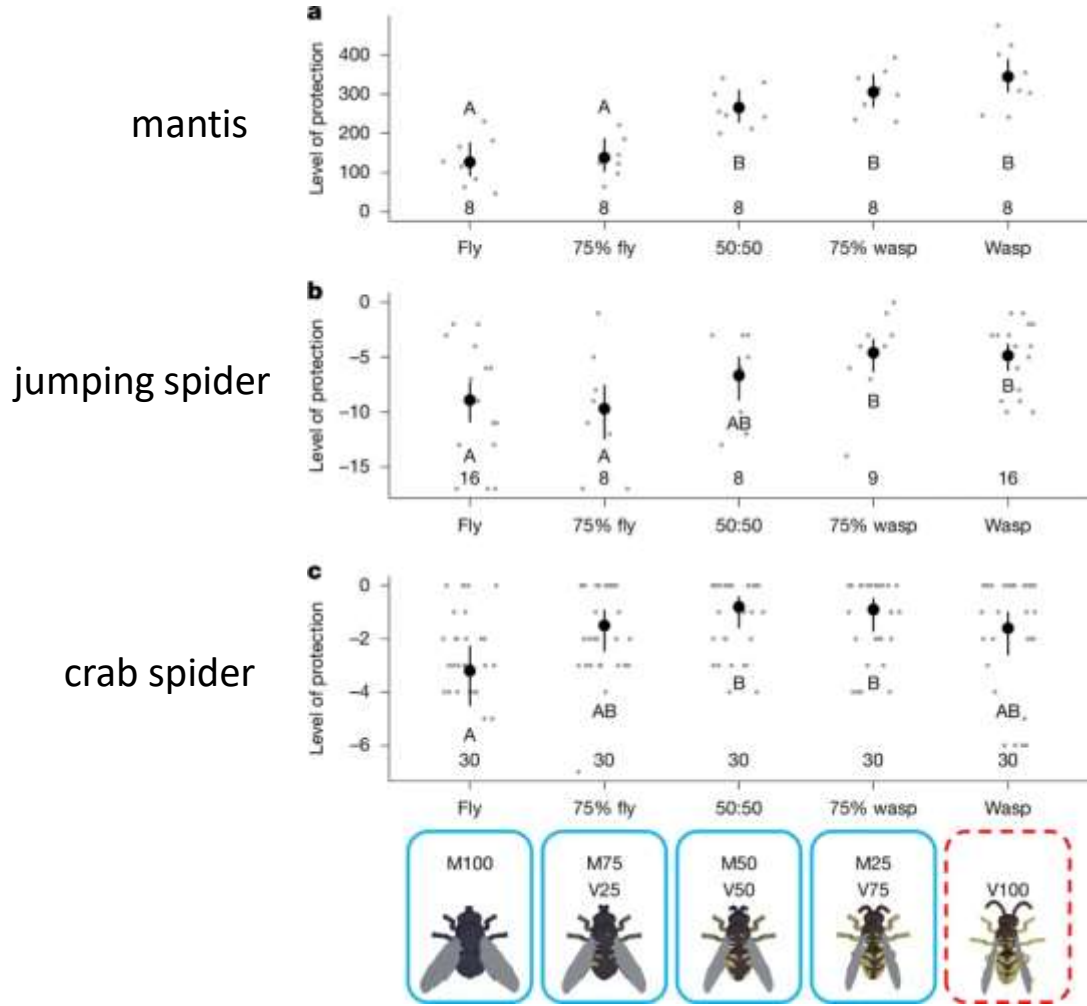 mantis
a
Level of protection
400
300
200
100
0
A
A
B
B
B
8
8
8
8
8
Fly
75% fly
50:50
75% wasp
Wasp
jumping spider
b
Level of protection
0
−5
−10
−15
A
A
AB
B
B
16
8
8
9
16
Fly
75% fly
50:50
75% wasp
Wasp
crab spider
c
Level of protection
0
−2
−4
−6
A
AB
B
B
AB
30
30
30
30
30
Fly
75% fly
50:50
75% wasp
Wasp
M100
M75
V25
M50
V50
M25
V75
V100